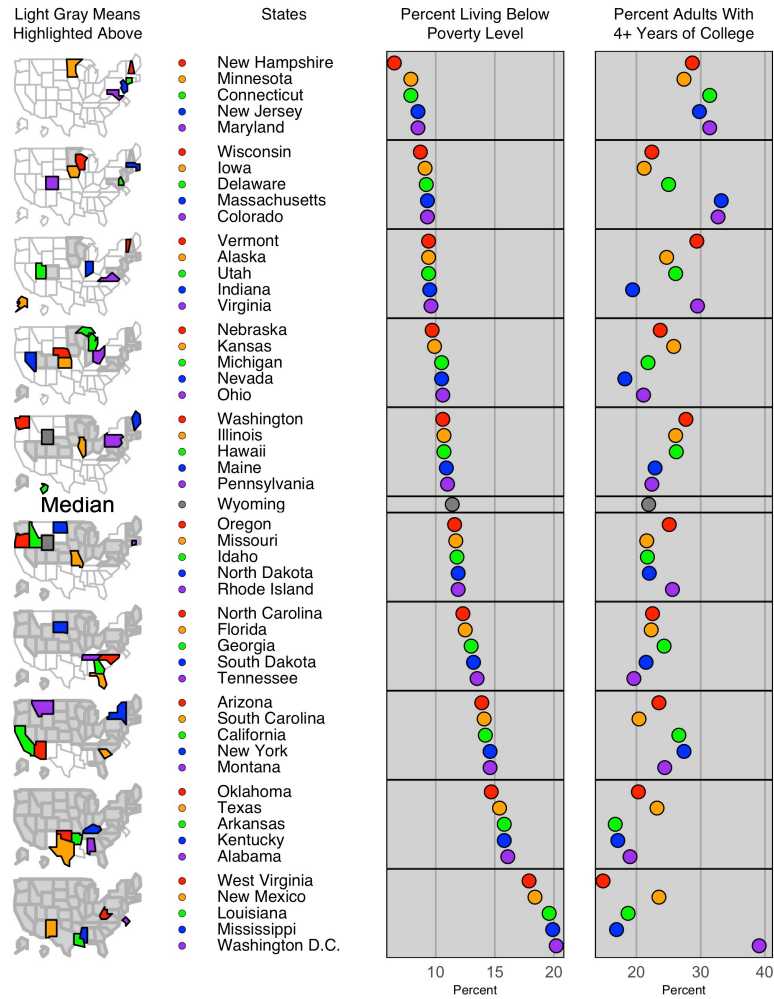 Light Gray Means
Highlighted Above
States
Percent Living Below
Poverty Level
Percent Adults With
4+ Years of College
New Hampshire
Minnesota
Connecticut
New Jersey
Maryland
Wisconsin
Iowa
Delaware
Massachusetts
Colorado
Vermont
Alaska
Utah
Indiana
Virginia
Nebraska
Kansas
Michigan
Nevada
Ohio
Washington
Illinois
Hawaii
Maine
Pennsylvania
Median
Wyoming
Oregon
Missouri
Idaho
North Dakota
Rhode Island
North Carolina
Florida
Georgia
South Dakota
Tennessee
Arizona
South Carolina
California
New York
Montana
Oklahoma
Texas
Arkansas
Kentucky
Alabama
West Virginia
New Mexico
Louisiana
Mississippi
Washington D.C.
10 15 20
Percent
20 30 40
Percent